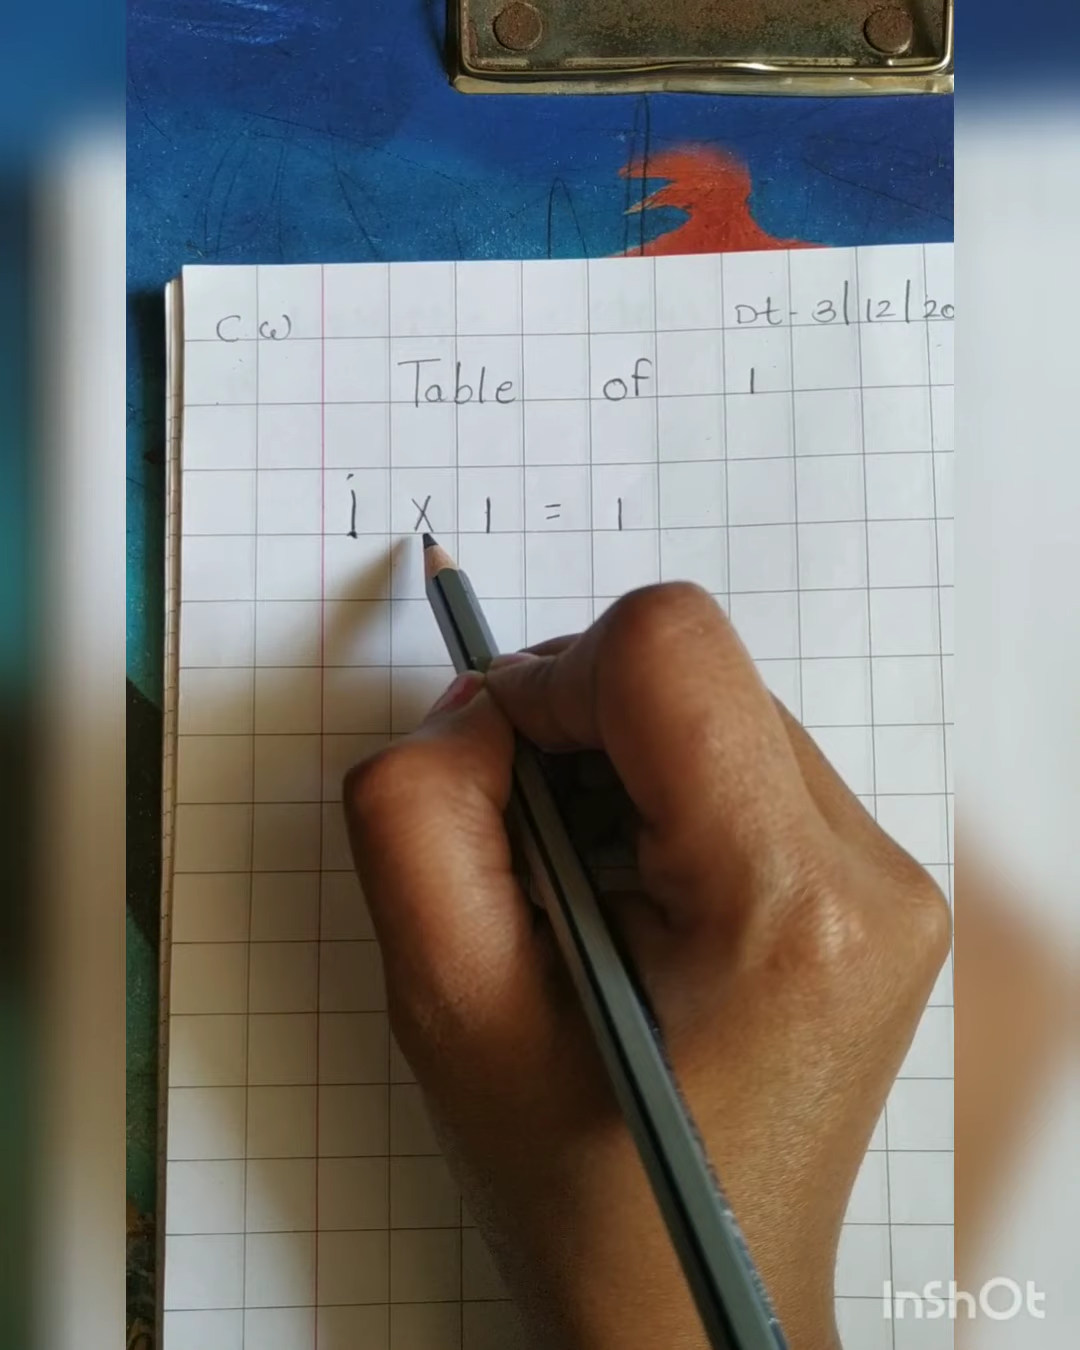 C.W Dt- 3/12/20
Table of 1
1 x 1 = 1
InShOt